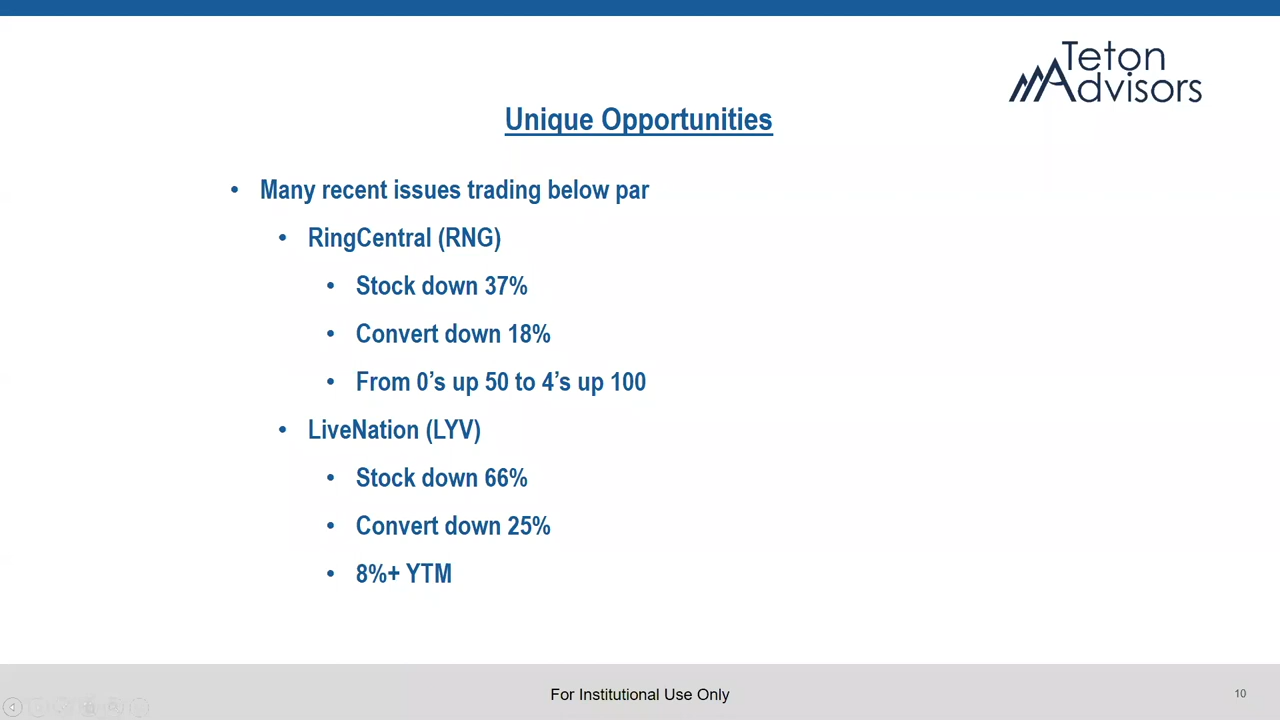 Teton
Advisors
Unique Opportunities
• Many recent issues trading below par
• RingCentral (RNG)
• Stock down 37%
• Convert down 18%
• From 0’s up 50 to 4’s up 100
• LiveNation (LYV)
• Stock down 66%
• Convert down 25%
• 8%+ YTM
For Institutional Use Only
10